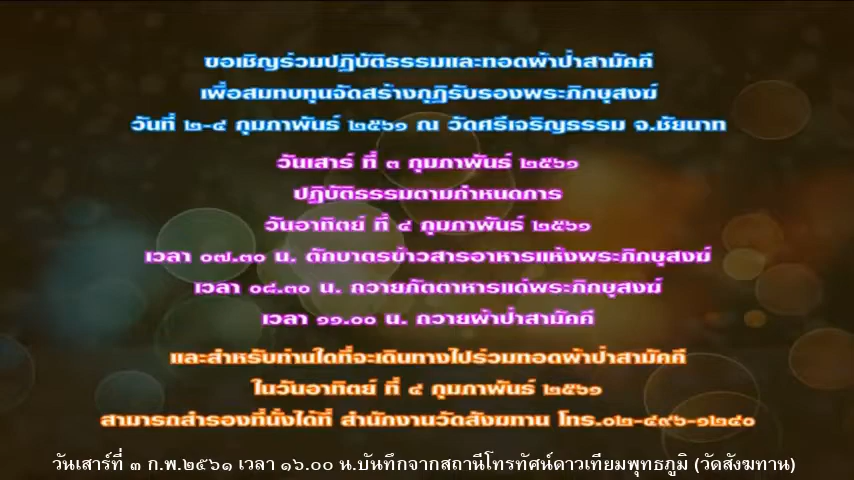 ขอเชิญร่วมปฏิบัติธรรมและทอดผ้าป่าสามัคคี
เพื่อสมทบทุนจัดสร้างกุฏิรับรองพระภิกษุสงฆ์
วันที่ ๒-๔ กุมภาพันธ์ ๒๕๖๑ ณ วัดศรีเจริญธรรม จ.ชัยนาท
วันเสาร์ ที่ ๓ กุมภาพันธ์ ๒๕๖๑
ปฏิบัติธรรมตามกำหนดการ
วันอาทิตย์ ที่ ๔ กุมภาพันธ์ ๒๕๖๑
เวลา ๐๗.๓๐ น. ตักบาตรข้าวสารอาหารแห้งพระภิกษุสงฆ์
เวลา ๐๘.๓๐ น. ถวายภัตตาหารแด่พระภิกษุสงฆ์
เวลา ๑๑.๐๐ น. ถวายผ้าป่าสามัคคี
และสำหรับท่านใดที่จะเดินทางไปร่วมทอดผ้าป่าสามัคคี
ในวันอาทิตย์ ที่ ๔ กุมภาพันธ์ ๒๕๖๑
สามารถสำรองที่นั่งได้ที่ สำนักงานวัดสังฆทาน โทร.๐๒-๔๙๖-๑๒๔๐
วันเสาร์ที่ ๓ ก.พ.๒๕๖๑ เวลา ๑๖.๐๐ น.บันทึกจากสถานีโทรทัศน์ดาวเทียมพุทธภูมิ (วัดสังฆทาน)